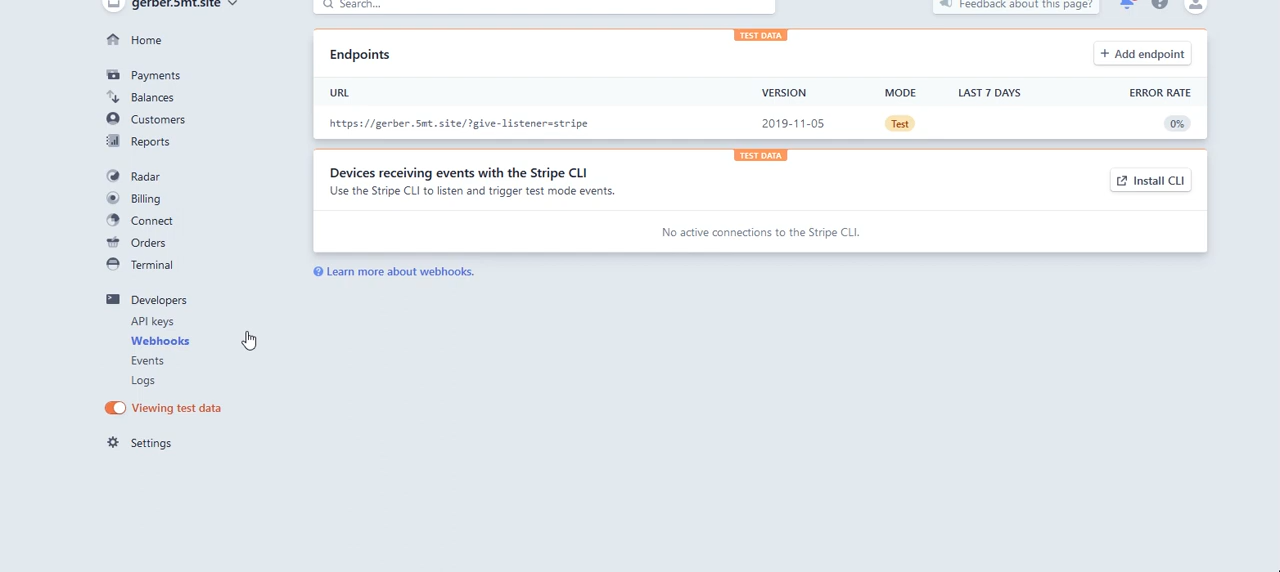 gerber.5mt.site
Search...
Feedback about this page?
Home
Payments
Balances
Customers
Reports
Radar
Billing
Connect
Orders
Terminal
Developers
API keys
Webhooks
Events
Logs
Viewing test data
Settings
TEST DATA
Endpoints
+ Add endpoint
URL VERSION MODE LAST 7 DAYS ERROR RATE
https://gerber.5mt.site/?give-listener=stripe 2019-11-05 Test 0%
TEST DATA
Devices receiving events with the Stripe CLI
Use the Stripe CLI to listen and trigger test mode events.
Install CLI
No active connections to the Stripe CLI.
Learn more about webhooks.